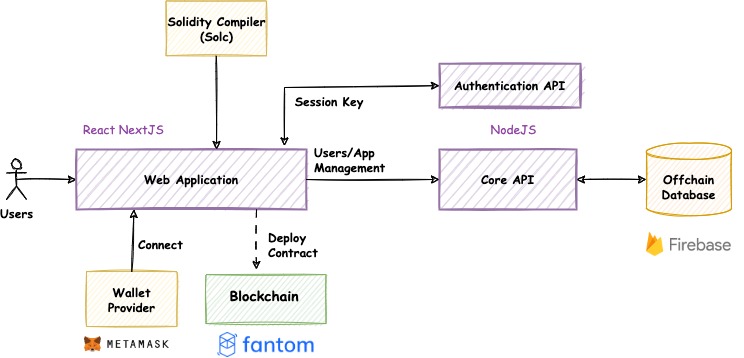 Solidity Compiler
(Solc)
Session Key
Authentication API
React NextJS
NodeJS
Users/App
Management
Web Application
Core API
Offchain
Database
Users
Connect
Deploy
Contract
Firebase
Wallet
Provider
Blockchain
METAMASK
fantom